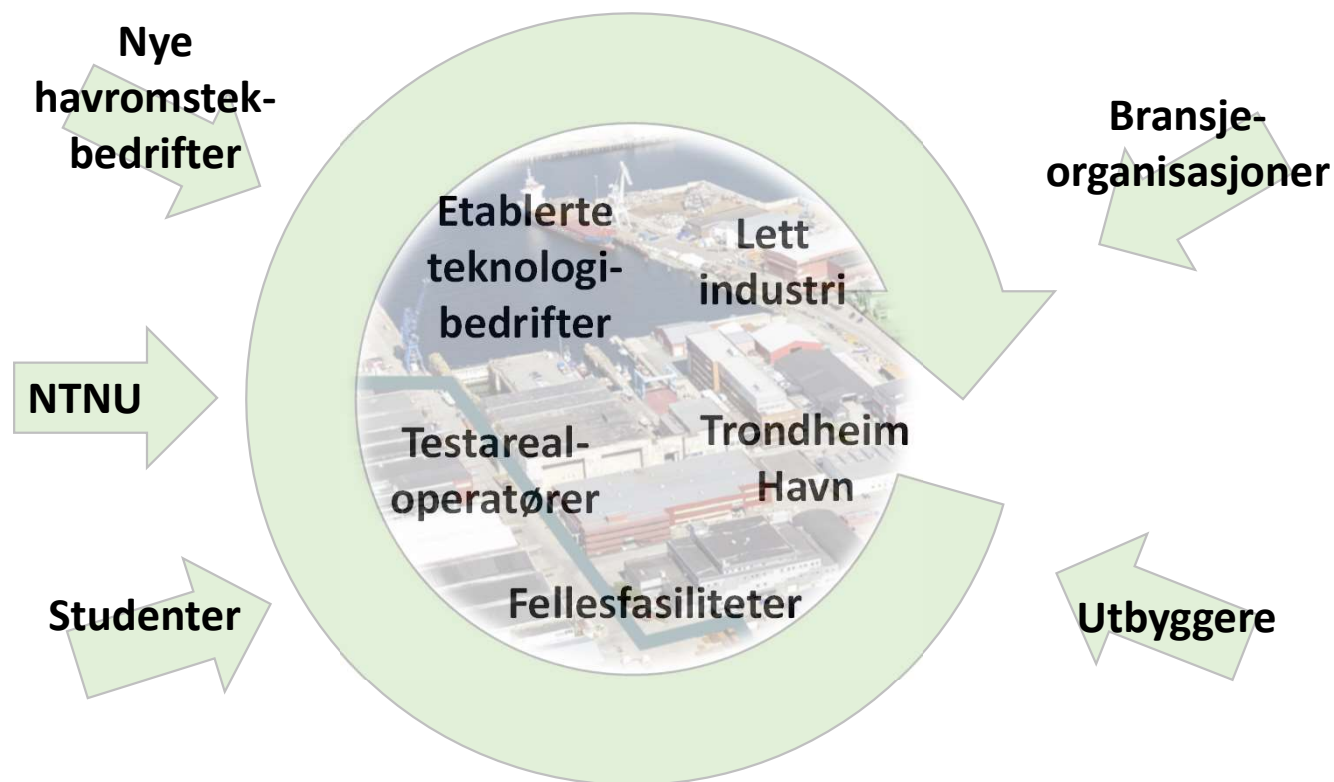 Nye
havromstek-
bedrifter
Bransje-
organisasjoner
Etablerte
teknologi-
bedrifter
Lett
industri
NTNU
Testareal-
operatører
Trondheim
Havn
Studenter
Fellesfasiliteter
Utbyggere